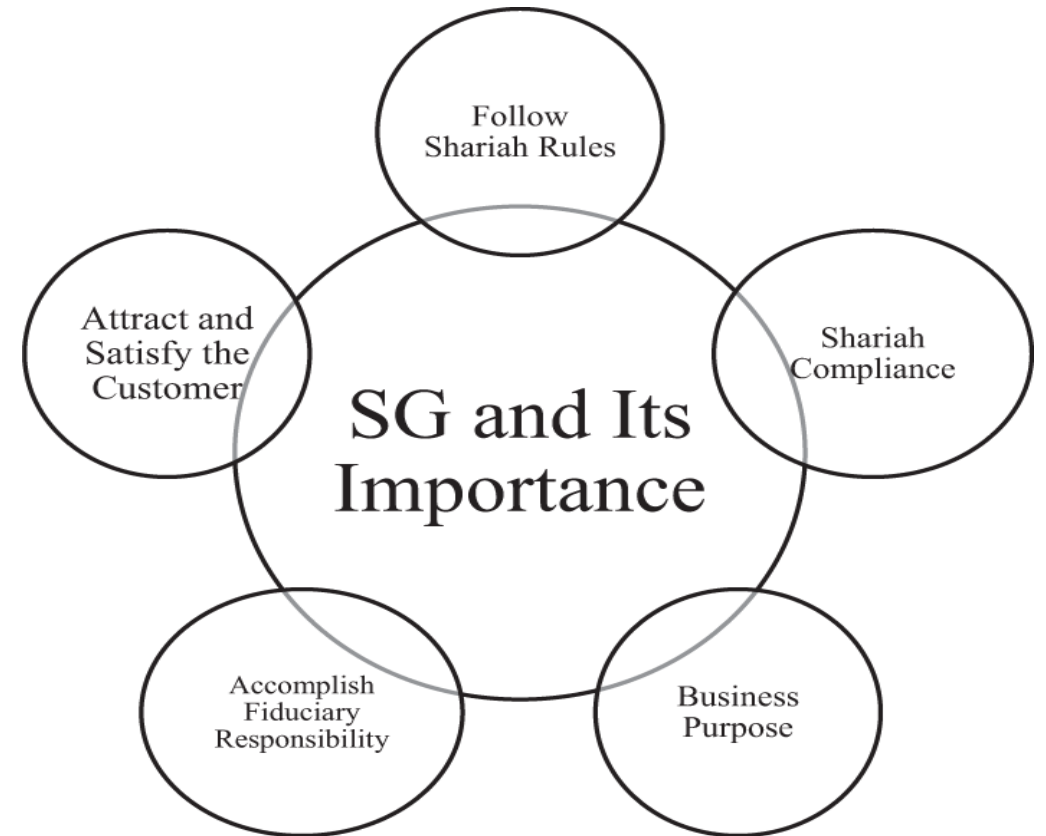 Follow
Shariah Rules
Attract and
Satisfy the
Customer
Shariah
Compliance
SG and Its
Importance
Accomplish
Fiduciary
Responsibility
Business
Purpose